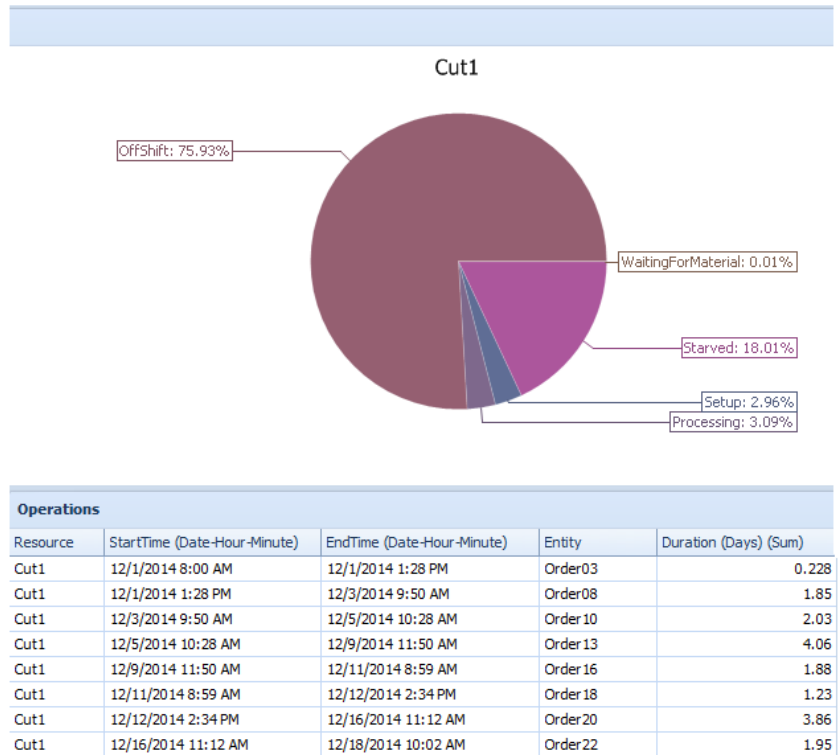 Cut1
OffShift: 75.93%
WaitingForMaterial: 0.01%
Starved: 18.01%
Setup: 2.96%
Processing: 3.09%
Operations
Resource StartTime (Date-Hour-Minute) EndTime (Date-Hour-Minute) Entity Duration (Days) (Sum)
Cut1 12/1/2014 8:00 AM 12/1/2014 1:28 PM Order03 0.228
Cut1 12/1/2014 1:28 PM 12/3/2014 9:50 AM Order08 1.85
Cut1 12/3/2014 9:50 AM 12/5/2014 10:28 AM Order10 2.03
Cut1 12/5/2014 10:28 AM 12/9/2014 11:50 AM Order13 4.06
Cut1 12/9/2014 11:50 AM 12/11/2014 8:59 AM Order16 1.88
Cut1 12/11/2014 8:59 AM 12/12/2014 2:34 PM Order18 1.23
Cut1 12/12/2014 2:34 PM 12/16/2014 11:12 AM Order20 3.86
Cut1 12/16/2014 11:12 AM 12/18/2014 10:02 AM Order22 1.95